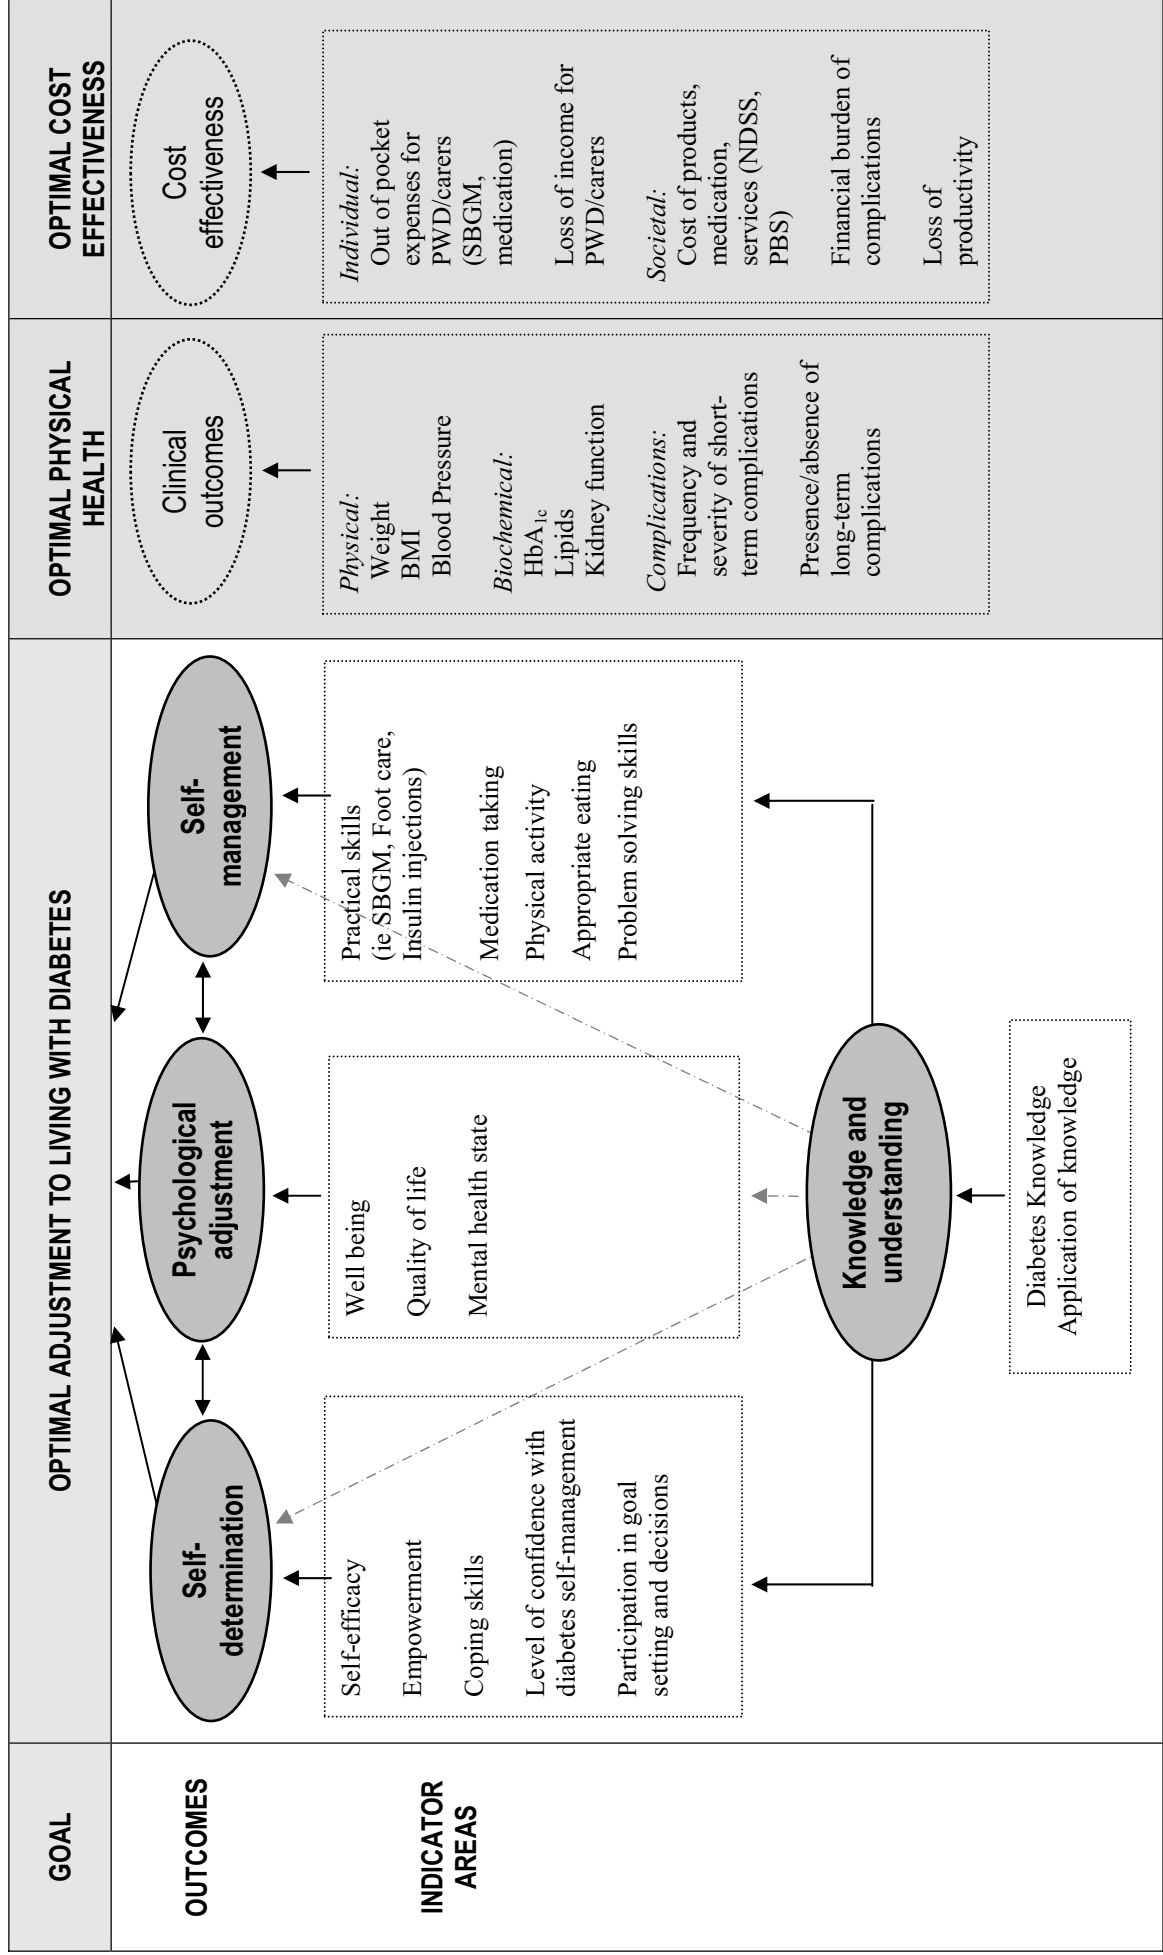 GOAL
OPTIMAL ADJUSTMENT TO LIVING WITH DIABETES
OPTIMAL PHYSICAL
HEALTH
OPTIMAL COST
EFFECTIVENESS
OUTCOMES
Self-
determination
Psychological
adjustment
Self-
management
Clinical
outcomes
Cost
effectiveness
INDICATOR
AREAS
Self-efficacy
Empowerment
Coping skills
Level of confidence with
diabetes self-management
Participation in goal
setting and decisions
Well being
Quality of life
Mental health state
Practical skills
(ie SBGM, Foot care,
Insulin injections)
Medication taking
Physical activity
Appropriate eating
Problem solving skills
Physical:
Weight
BMI
Blood Pressure
Biochemical:
HbA1c
Lipids
Kidney function
Complications:
Frequency and
severity of short-
term complications
Presence/absence of
long-term
complications
Individual:
Out of pocket
expenses for
PWD/carers
(SBGM,
medication)
Loss of income for
PWD/carers
Societal:
Cost of products,
medication,
services (NDSS,
PBS)
Financial burden of
complications
Loss of
productivity
Knowledge and
understanding
Diabetes Knowledge
Application of knowledge